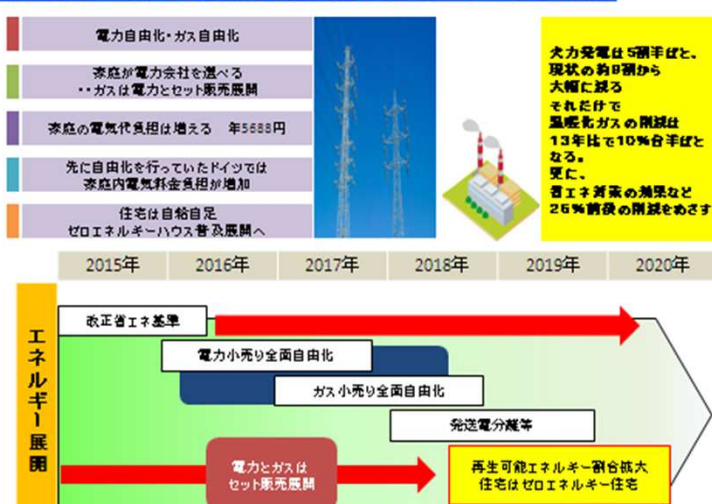 電力自由化・ガス自由化
家庭が電力会社を選べる
・・ガスは電力とセット販売展開
家庭の電気代負担は増える 年5688円
先に自由化を行っていたドイツでは
家庭内電気料金負担が増加
住宅は自給自足
ゼロエネルギーハウス普及展開へ
火力発電は5割半ばと、
現状の約8割から
大幅に減る
それだけで
温暖化ガスの削減は
13年比で10%台半ばと
なる。
更に、
省エネ対策の効果など
26%前後の削減をめざす
2015年 2016年 2017年 2018年 2019年 2020年
エネルギー展開
改正省エネ基準
電力小売り全面自由化
ガス小売り全面自由化
発送電分離等
電力とガスは
セット販売展開
再生可能エネルギー割合拡大
住宅はゼロエネルギー住宅